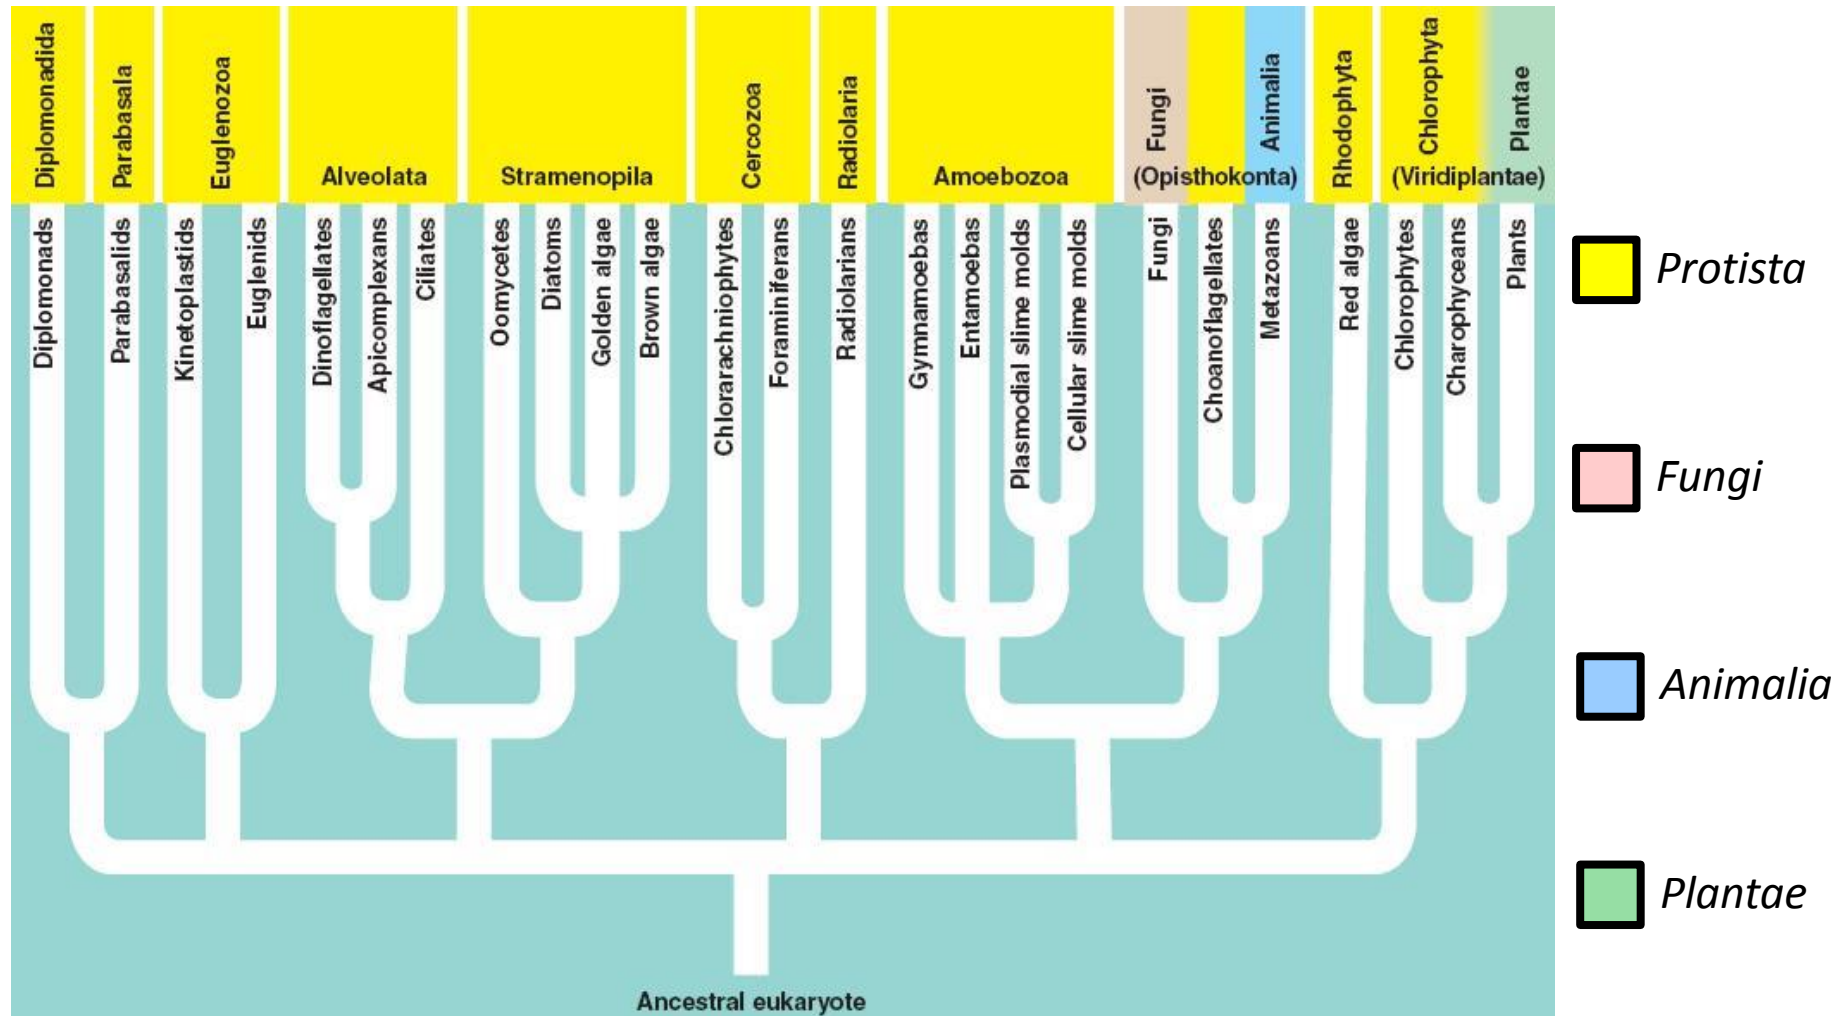 Diplomonadida
Parabasala
Euglenozoa
Alveolata
Stramenopila
Cercozoa
Radiolaria
Amoebozoa
Fungi
Animalia
(Opisthokonta)
Rhodophyta
Chlorophyta
Plantae
(Viridiplantae)
Diplomonads
Parabasalids
Kinetoplastids
Euglenids
Dinoflagellates
Apicomplexans
Ciliates
Oomycetes
Diatoms
Golden algae
Brown algae
Chlorarachniophytes
Foraminiferans
Radiolarians
Gymnamoebas
Entamoebas
Plasmodial slime molds
Cellular slime molds
Fungi
Choanoflagellates
Metazoans
Red algae
Chlorophytes
Charophyceans
Plants
Ancestral eukaryote
Protista
Fungi
Animalia
Plantae